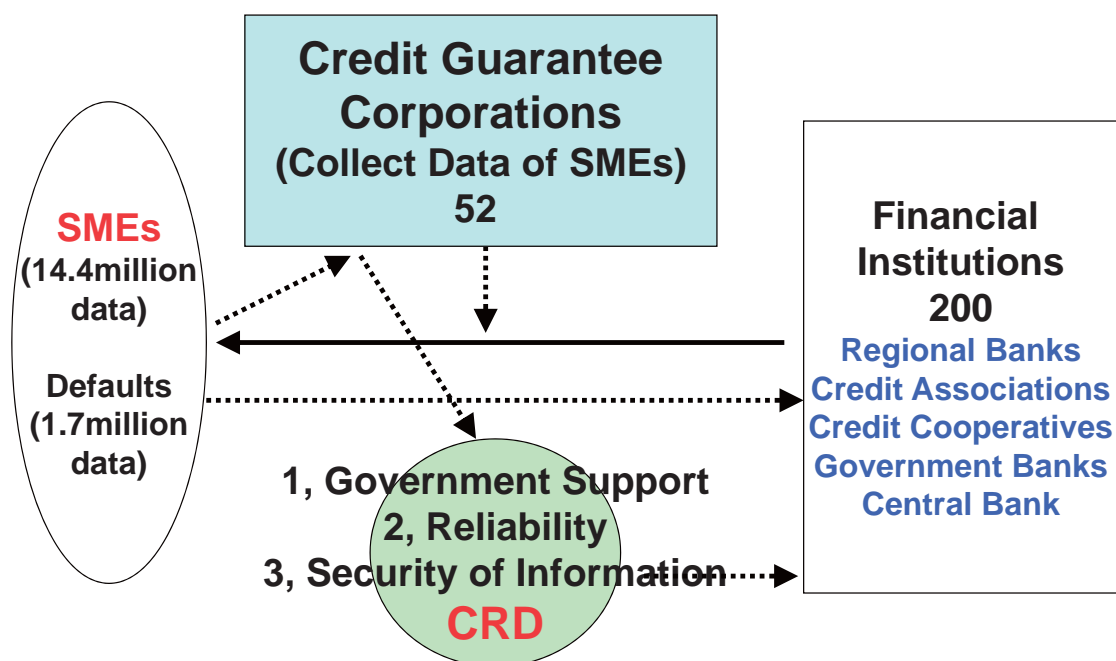 Credit Guarantee
Corporations
(Collect Data of SMEs)
52
SMEs
(14.4million
data)
Defaults
(1.7million
data)
Financial
Institutions
200
Regional Banks
Credit Associations
Credit Cooperatives
Government Banks
Central Bank
1, Government Support
2, Reliability
3, Security of Information
CRD